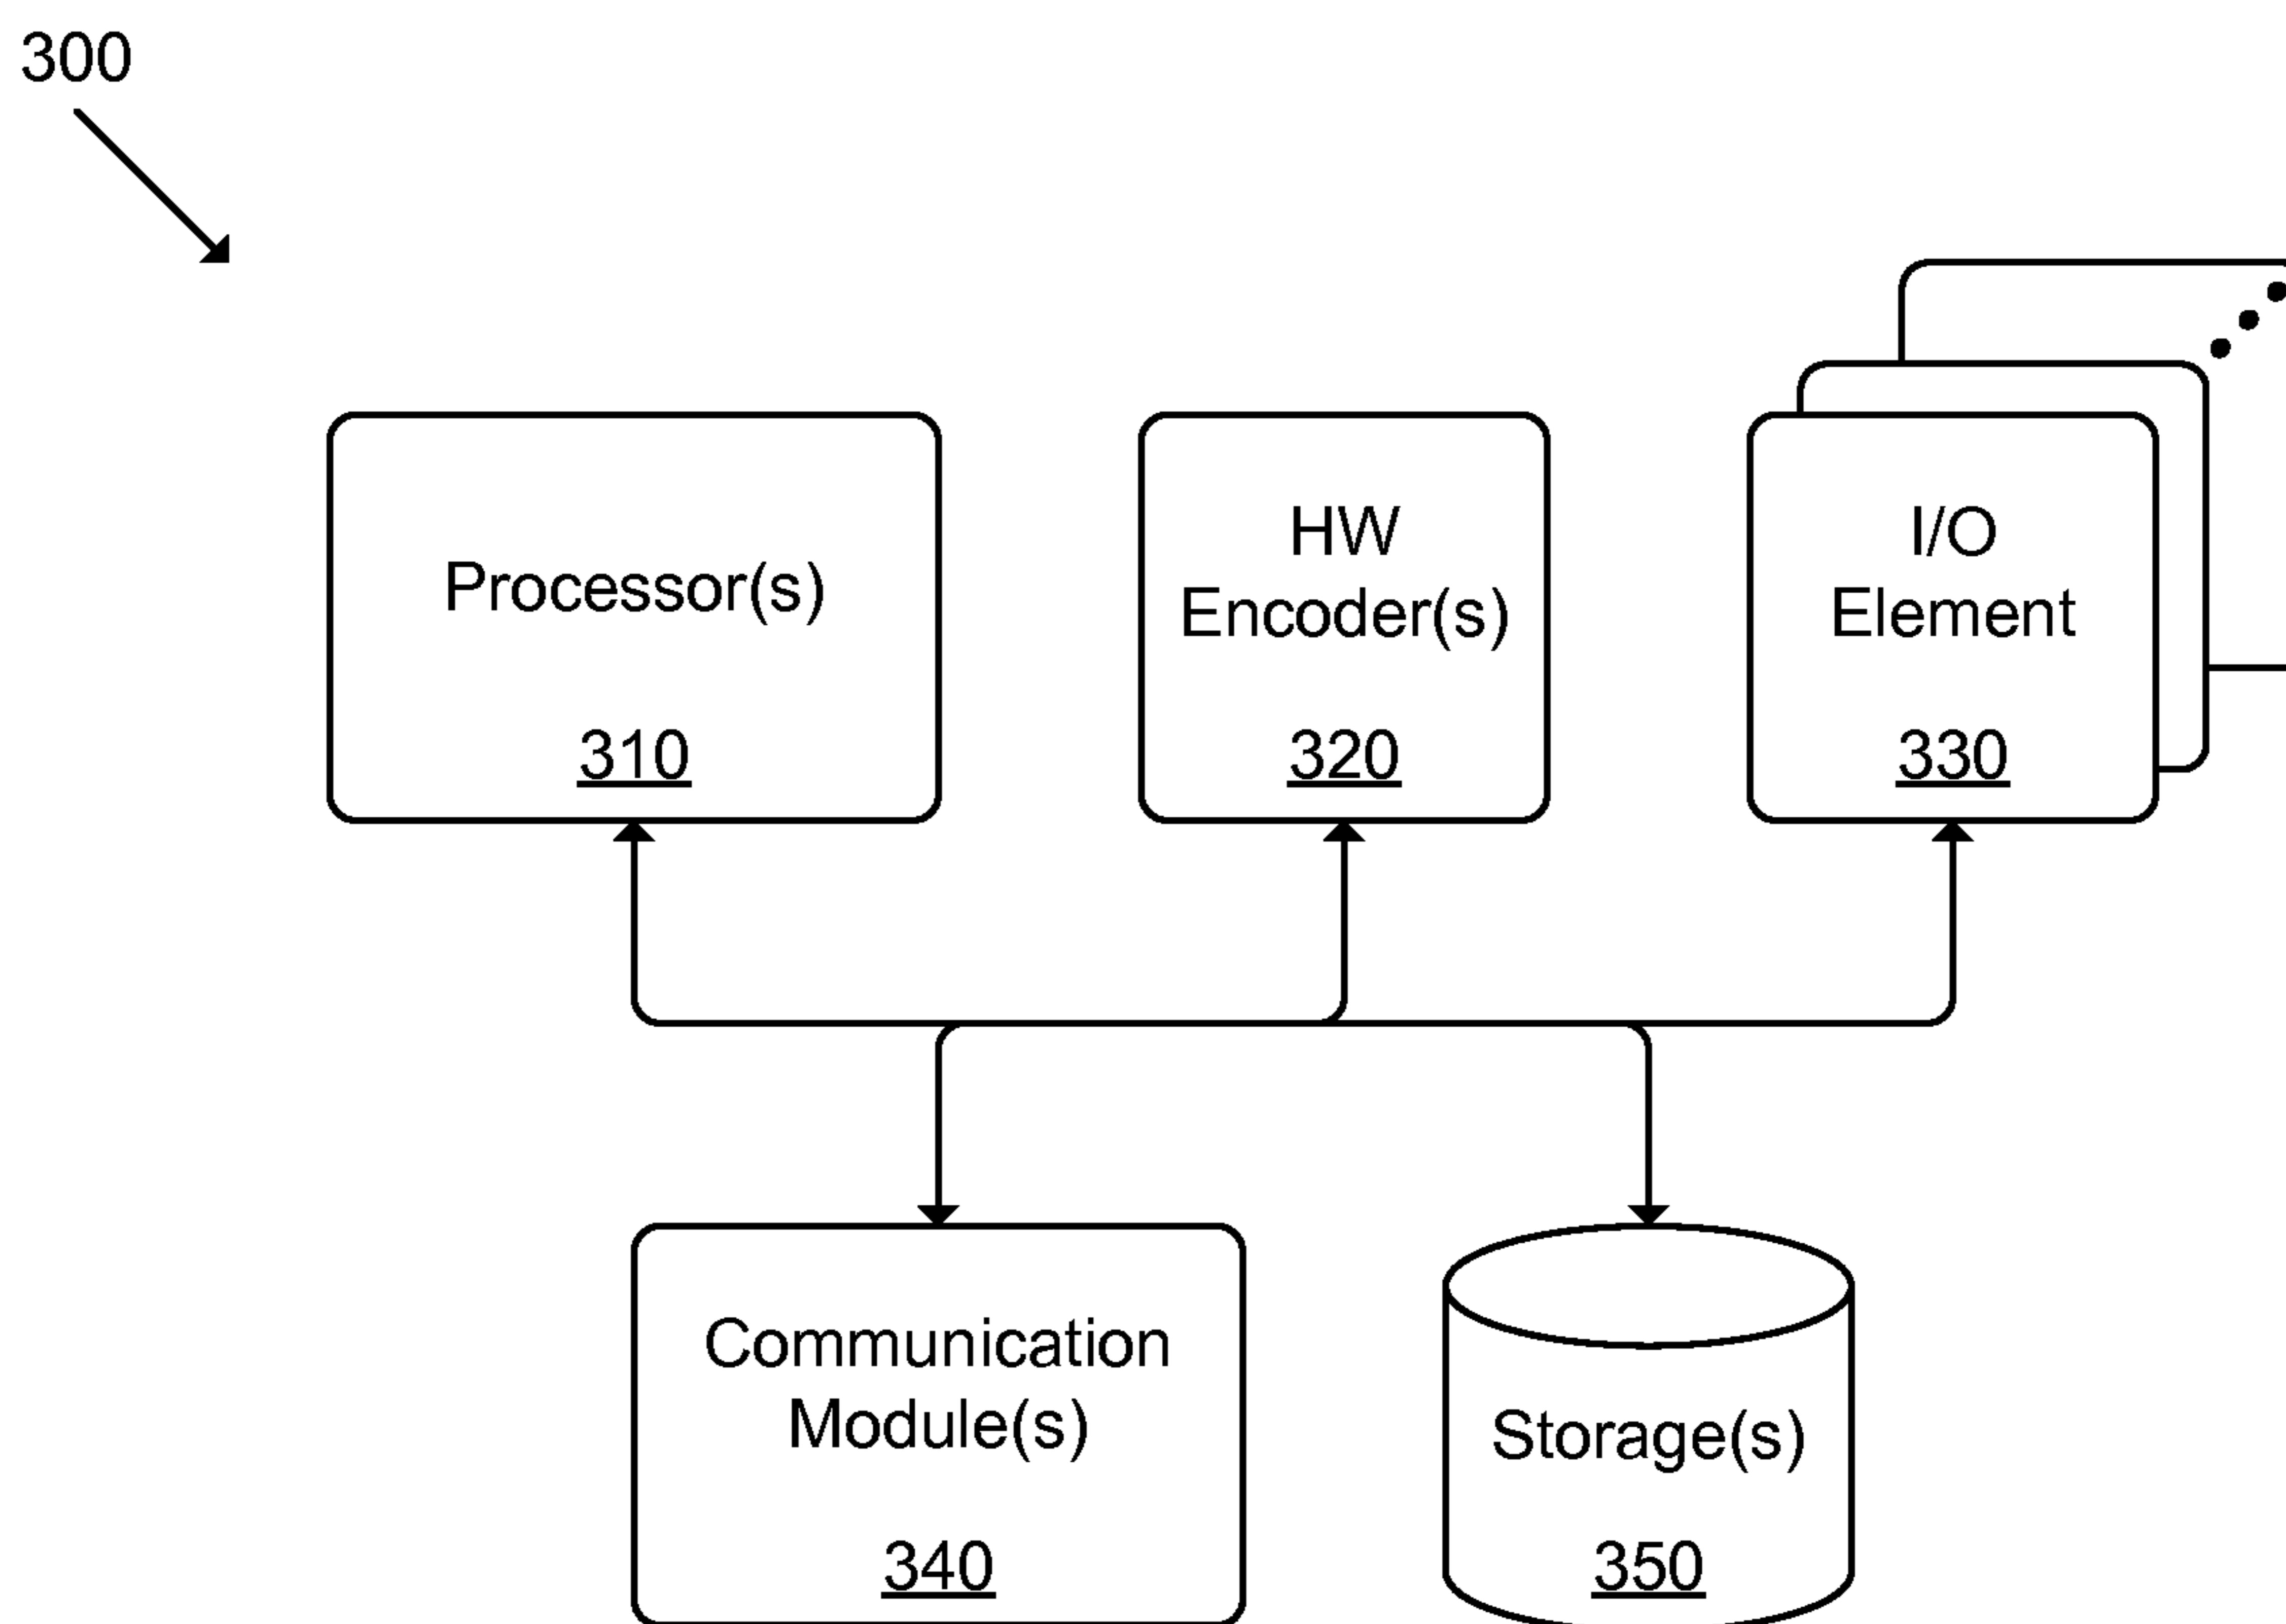 300
Processor(s)
310
HW
Encoder(s)
320
I/O
Element
330
Communication
Module(s)
340
Storage(s)
350